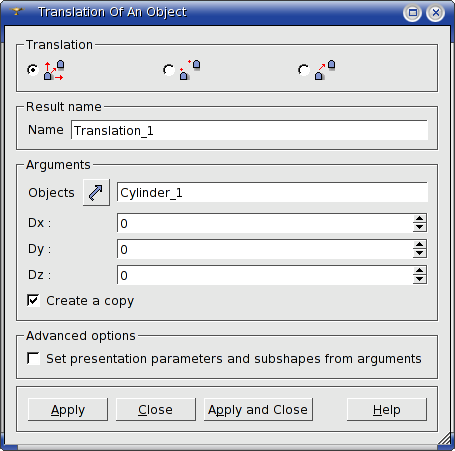 Translation Of An Object
Translation
Result name
Name Translation_1
Arguments
Objects Cylinder_1
Dx : 0
Dy : 0
Dz : 0
Create a copy
Advanced options
Set presentation parameters and subshapes from arguments
Apply Close Apply and Close Help